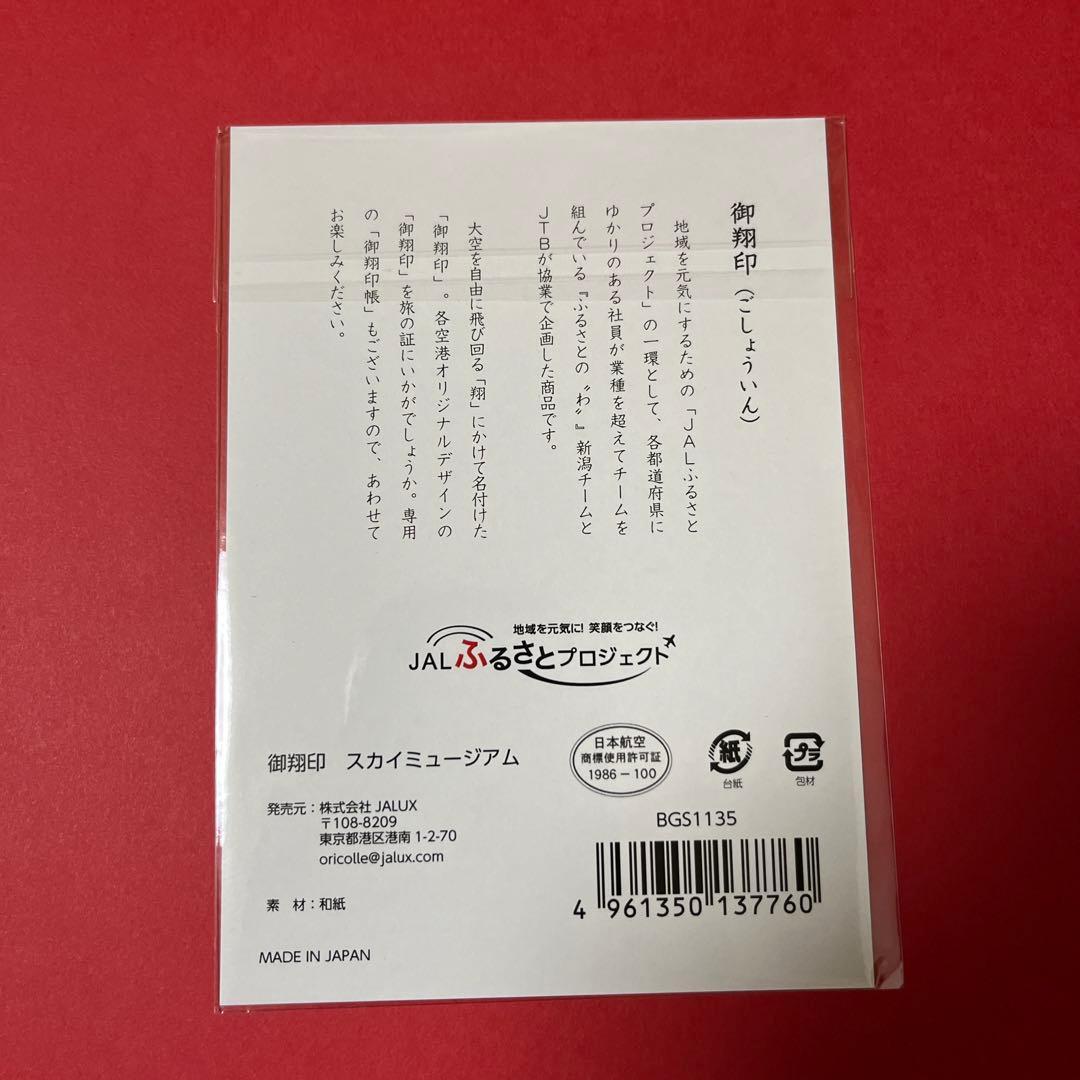 御翔印（ごしょういん）
地域を元気にするための「JALふるさと
プロジェクト」の一環として、各都道府県に
ゆかりのある社員が業種を超えてチームを
組んでいる『ふるさとの〝わ〟』新潟チームと
JTBが協業で企画した商品です。
大空を自由に飛び回る「翔」にかけて名付けた
「御翔印」。各空港オリジナルデザインの
「御翔印」を旅の証にいかがでしょうか。専用
の「御翔印帳」もございますので、あわせて
お楽しみください。
地域を元気に! 笑顔をつなぐ!
JALふるさとプロジェクト
御翔印 スカイミュージアム
発売元：株式会社 JALUX
〒108-8209
東京都港区港南 1-2-70
oricolle@jalux.com
素 材：和紙
MADE IN JAPAN
日本航空
商標使用許可証
1986－100
紙
台紙
プラ
包材
BGS1135
4 961350 137760